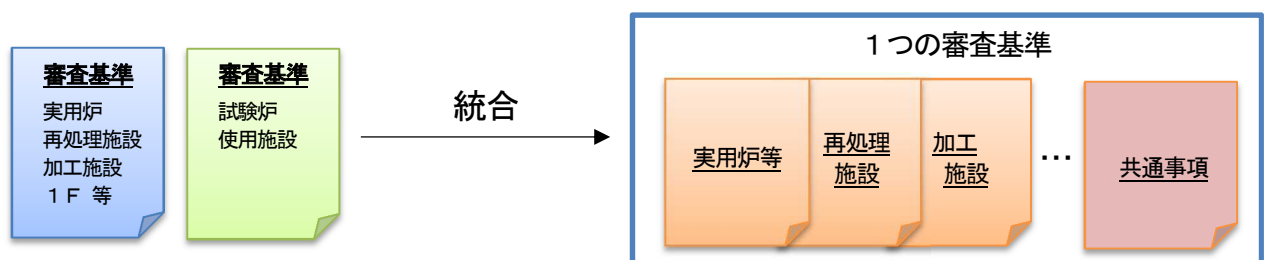 審査基準
実用炉
再処理施設
加工施設
１Ｆ 等
審査基準
試験炉
使用施設
統合
１つの審査基準
実用炉等
再処理
施設
加工
施設
…
共通事項